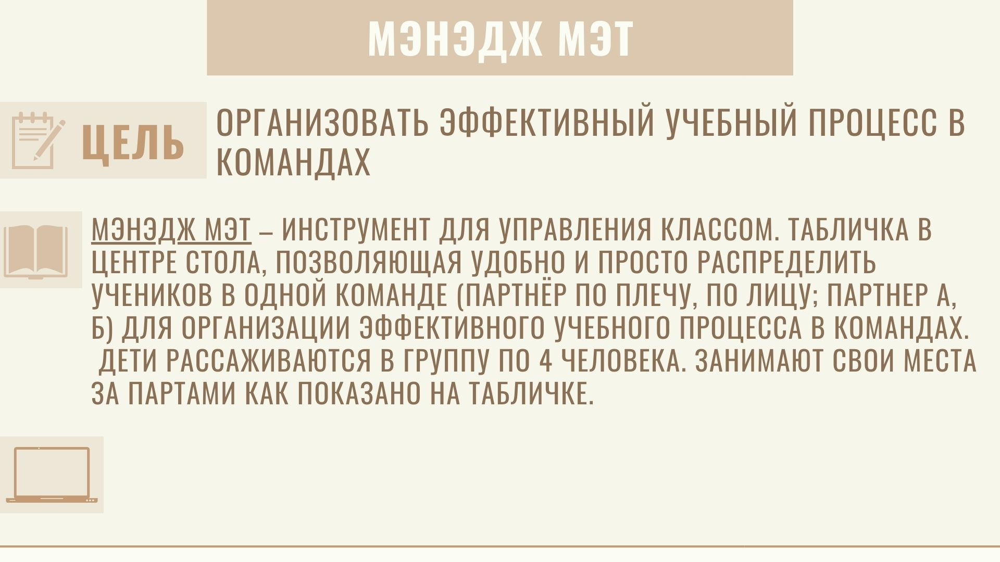 МЭНЭДЖ МЭТ
ЦЕЛЬ
ОРГАНИЗОВАТЬ ЭФФЕКТИВНЫЙ УЧЕБНЫЙ ПРОЦЕСС В
КОМАНДАХ
МЭНЭДЖ МЭТ – ИНСТРУМЕНТ ДЛЯ УПРАВЛЕНИЯ КЛАССОМ. ТАБЛИЧКА В
ЦЕНТРЕ СТОЛА, ПОЗВОЛЯЮЩАЯ УДОБНО И ПРОСТО РАСПРЕДЕЛИТЬ
УЧЕНИКОВ В ОДНОЙ КОМАНДЕ (ПАРТНЁР ПО ПЛЕЧУ, ПО ЛИЦУ; ПАРТНЕР А,
Б) ДЛЯ ОРГАНИЗАЦИИ ЭФФЕКТИВНОГО УЧЕБНОГО ПРОЦЕССА В КОМАНДАХ.
ДЕТИ РАССАЖИВАЮТСЯ В ГРУППУ ПО 4 ЧЕЛОВЕКА. ЗАНИМАЮТ СВОИ МЕСТА
ЗА ПАРТАМИ КАК ПОКАЗАНО НА ТАБЛИЧКЕ.